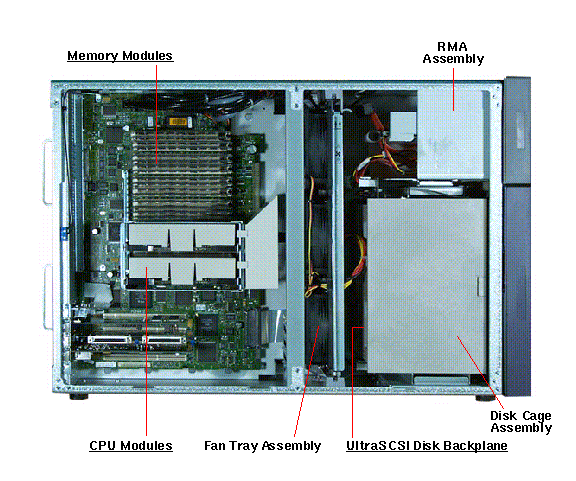 Memory Modules
RMA
Assembly
CPU Modules
Fan Tray Assembly
UltraSCSI Disk Backplane
Disk Cage
Assembly